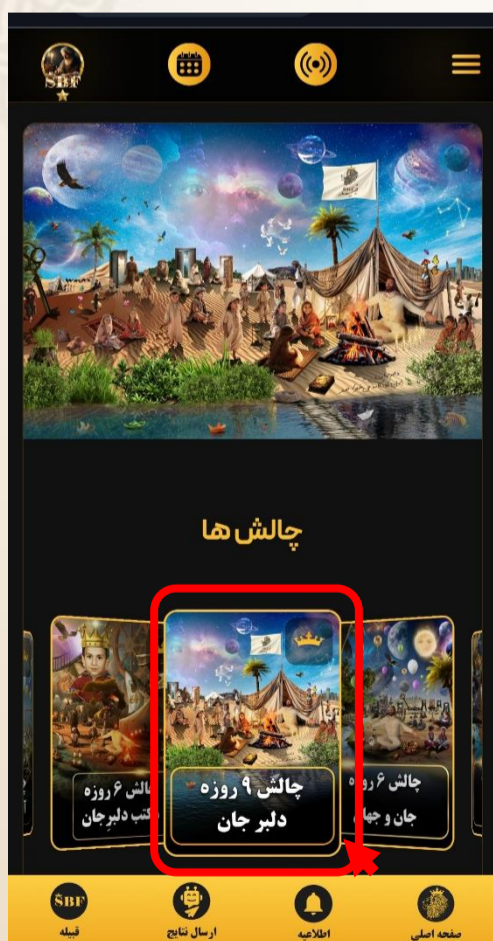 SBF
چالش ها
چالش ۶ روزه
جان و جهان
چالش ۹ روزه
دلبر جان
چالش ۶ روزه
مکتب دلبرِجان
صفحه اصلی
اطلاعیه
ارسال نتایج
SBF
قبیله